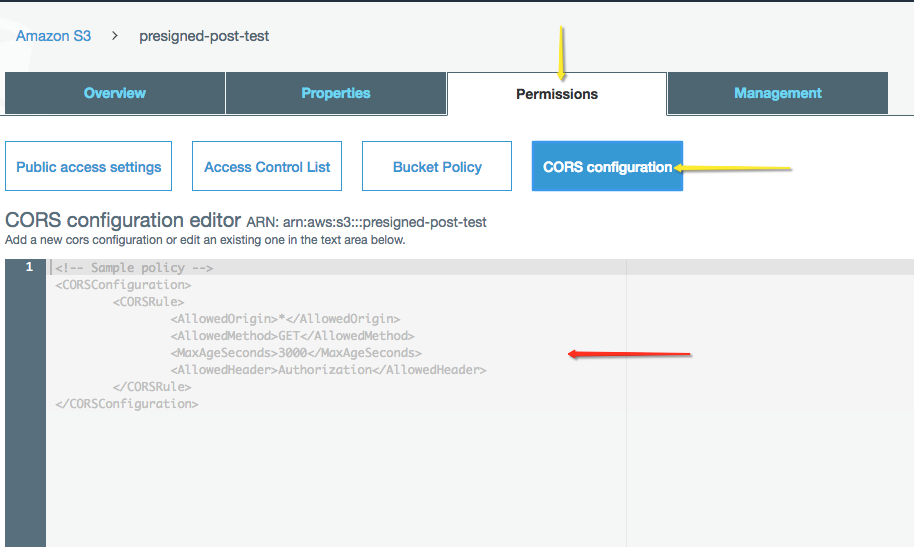 Amazon S3 > presigned-post-test
Overview Properties Permissions Management
Public access settings Access Control List Bucket Policy CORS configuration
CORS configuration editor ARN: arn:aws:s3:::presigned-post-test
Add a new cors configuration or edit an existing one in the text area below.
1 <!-- Sample policy -->
<CORSConfiguration>
<CORSRule>
<AllowedOrigin>*</AllowedOrigin>
<AllowedMethod>GET</AllowedMethod>
<MaxAgeSeconds>3000</MaxAgeSeconds>
<AllowedHeader>Authorization</AllowedHeader>
</CORSRule>
</CORSConfiguration>